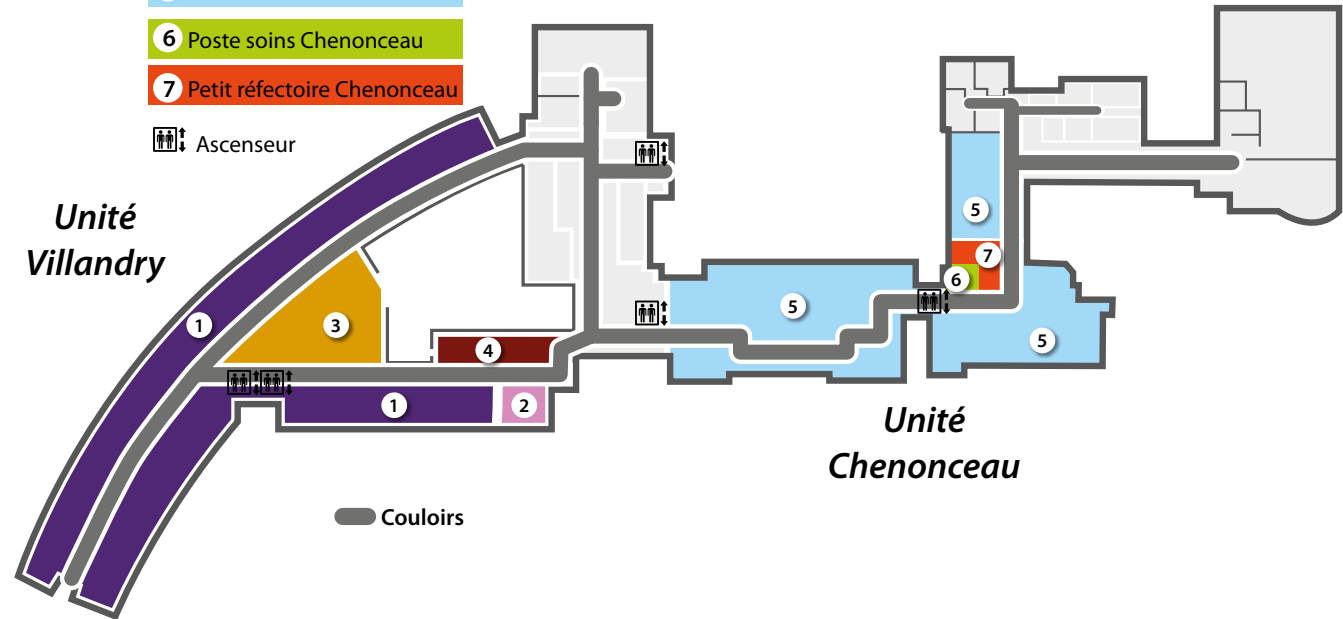 6 Poste soins Chenonceau
7 Petit réfectoire Chenonceau
Ascenseur
Unité
Villandry
1
3
4
1
2
5
5
7
6
5
Unité
Chenonceau
Couloirs